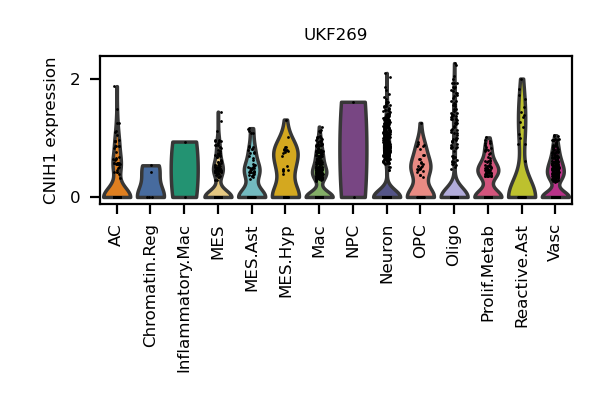 UKF269
CNIH1 expression
2
0
AC
Chromatin.Reg
Inflammatory.Mac
MES
MES.Ast
MES.Hyp
Mac
NPC
Neuron
OPC
Oligo
Prolif.Metab
Reactive.Ast
Vasc